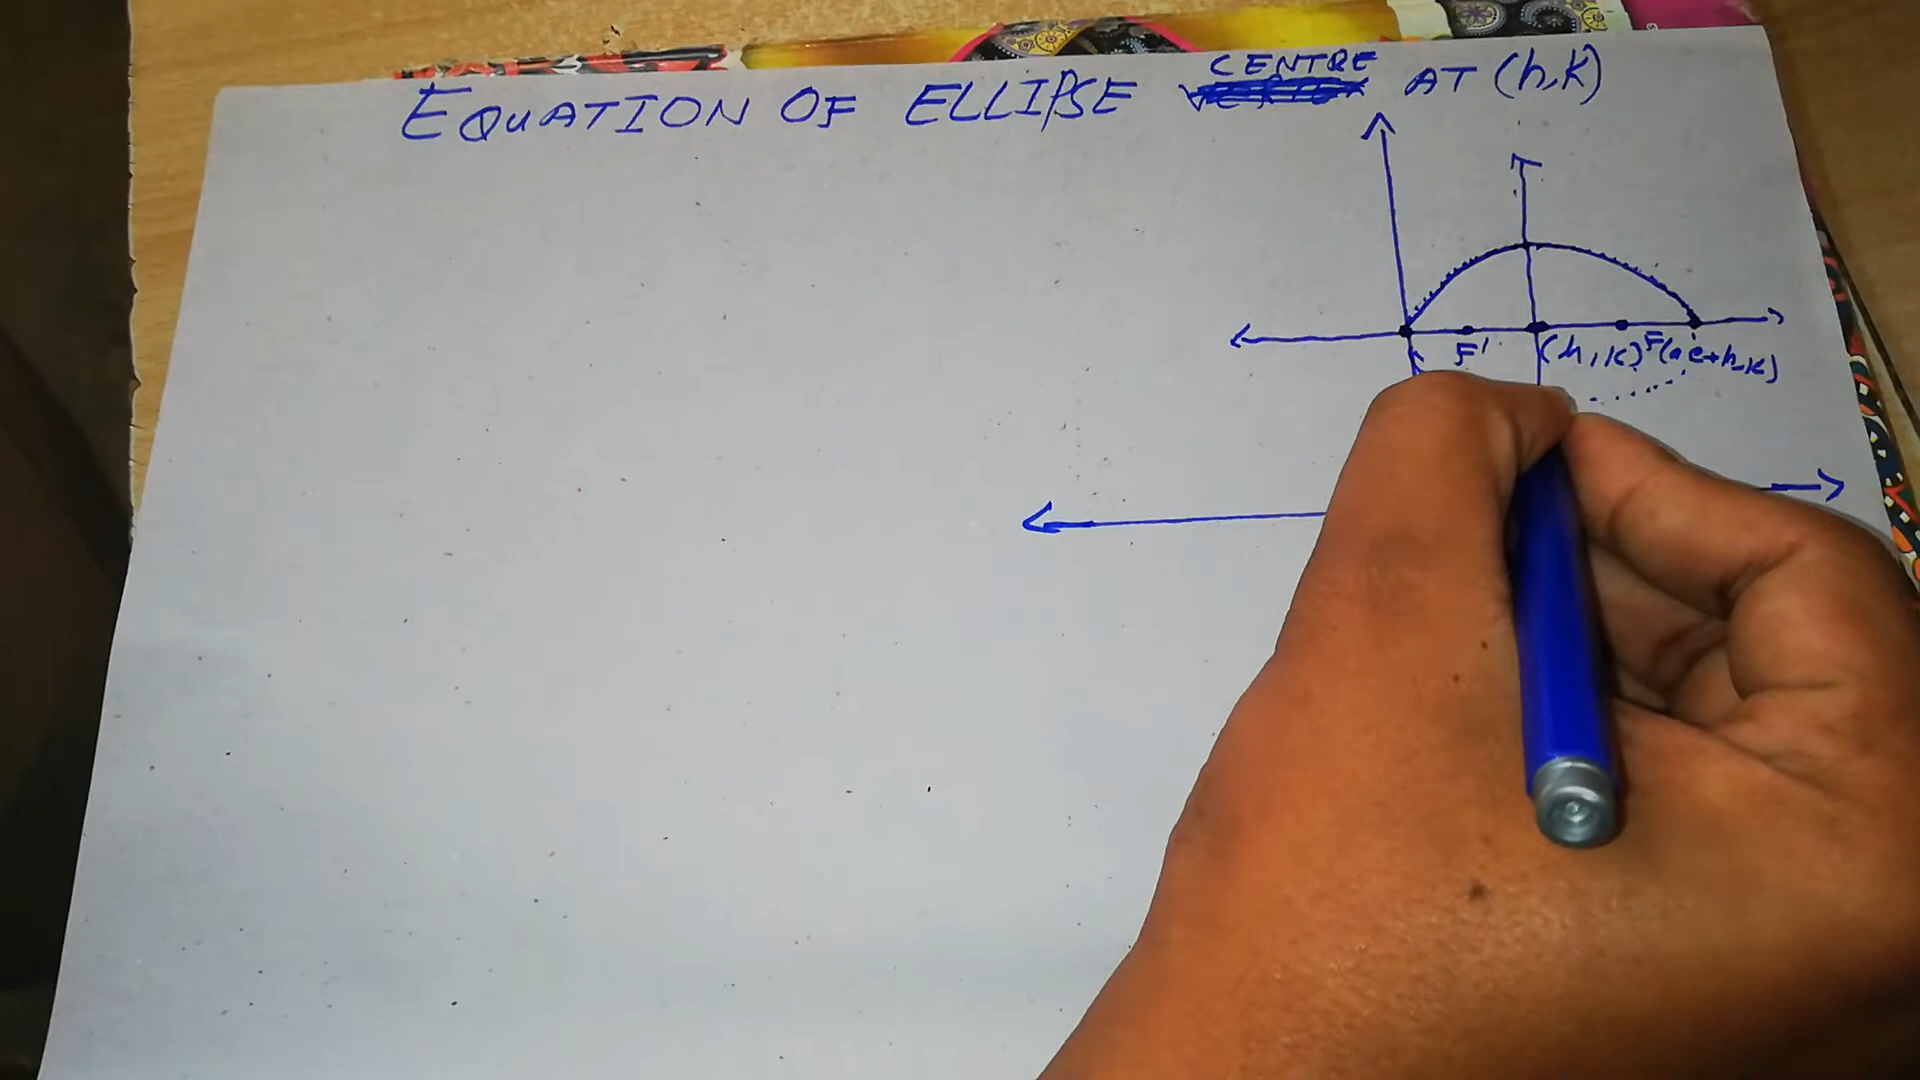 EQUATION OF ELLIPSE CENTRE AT (h,k)
F' (h,k) F(ae+h,k)